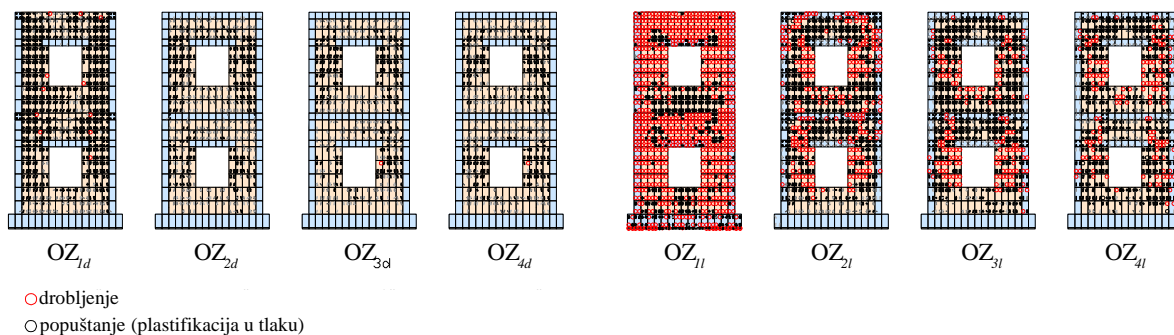 OZ1d OZ2d OZ3d OZ4d OZ1l OZ2l OZ3l OZ4l
drobljenje
popuštanje (plastifikacija u tlaku)